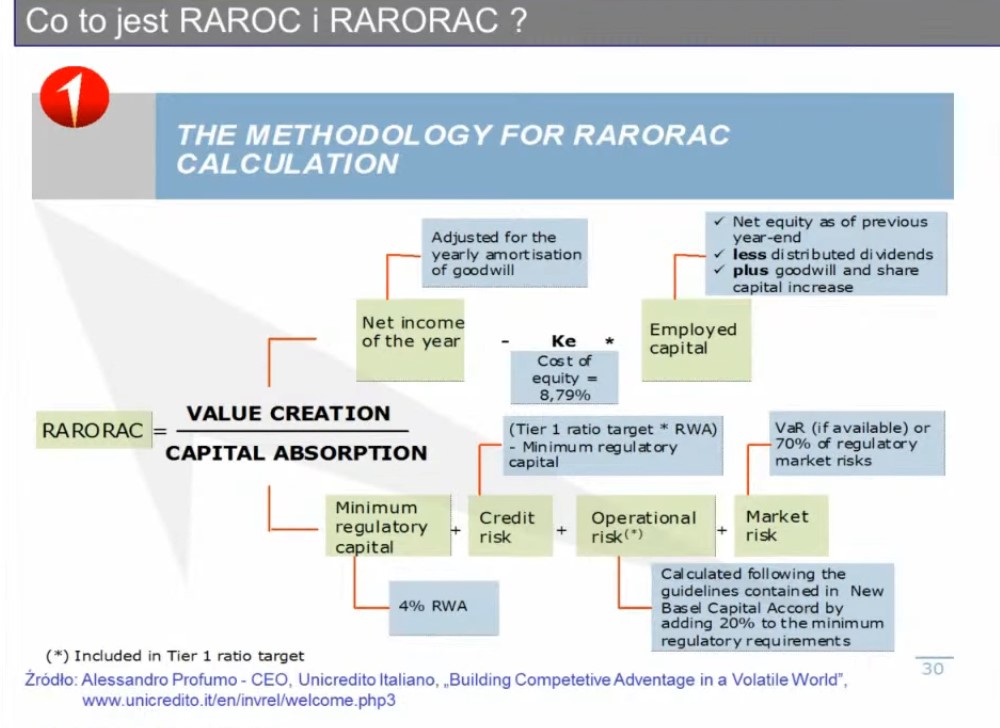 Co to jest RAROC i RARORAC ?
1
THE METHODOLOGY FOR RARORAC
CALCULATION
Adjusted for the
yearly amortisation
of goodwill
✓ Net equity as of previous
year-end
✓ less distributed dividends
✓ plus goodwill and share
capital increase
Net income
of the year
- Ke *
Employed
capital
Cost of
equity =
8,79%
RARORAC =
VALUE CREATION
CAPITAL ABSORPTION
(Tier 1 ratio target * RWA)
- Minimum regulatory
capital
VaR (if available) or
70% of regulatory
market risks
Minimum
regulatory
capital
+
Credit
risk
+
Operational
risk(*)
+
Market
risk
4% RWA
Calculated following the
guidelines contained in New
Basel Capital Accord by
adding 20% to the minimum
regulatory requirements
(*) Included in Tier 1 ratio target
30
Źródło: Alessandro Profumo - CEO, Unicredito Italiano, „Building Competetive Advantage in a Volatile World”,
www.unicredito.it/en/invrel/welcome.php3